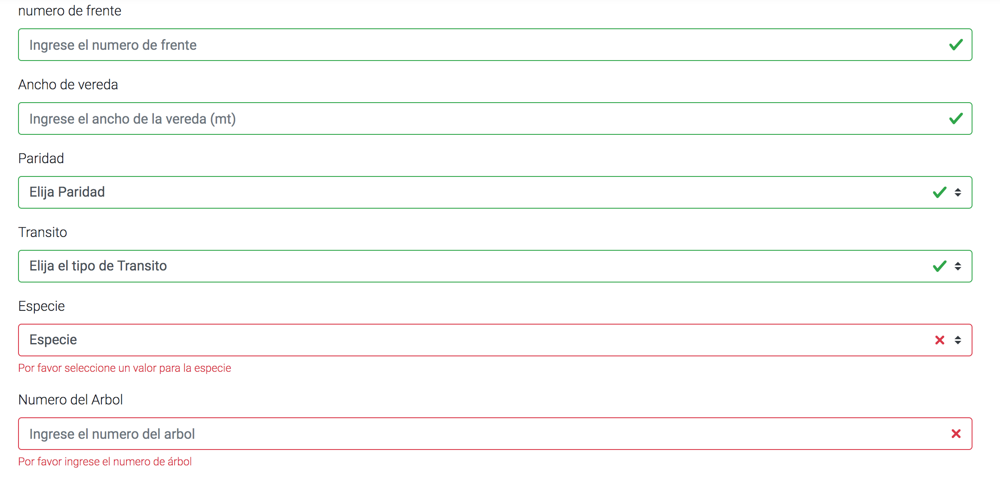 numero de frente
Ingrese el numero de frente
Ancho de vereda
Ingrese el ancho de la vereda (mt)
Paridad
Elija Paridad
Transito
Elija el tipo de Transito
Especie
Especie
Por favor seleccione un valor para la especie
Numero del Arbol
Ingrese el numero del arbol
Por favor ingrese el numero de árbol